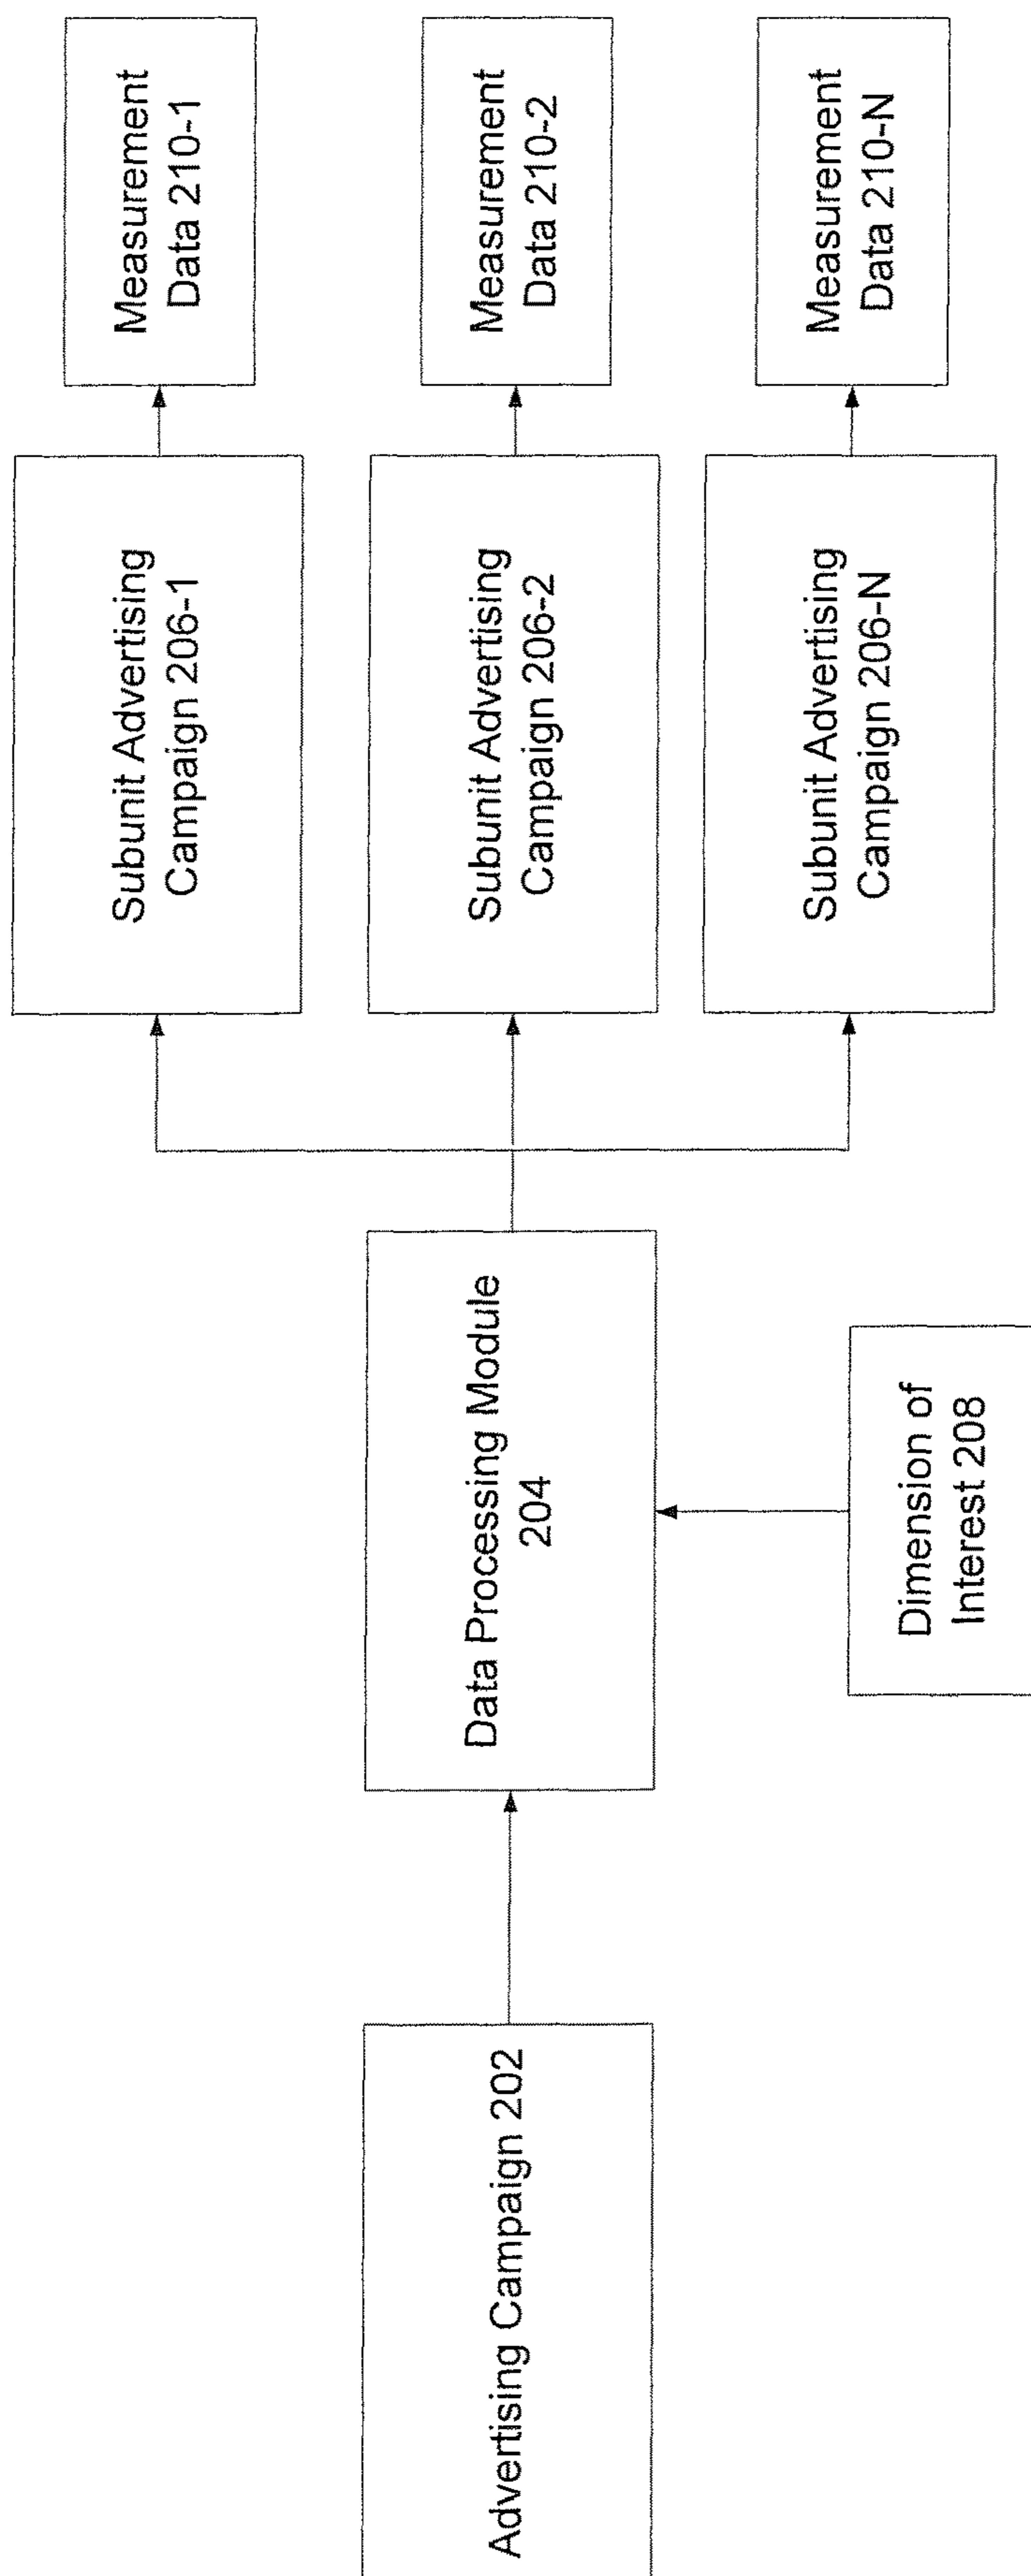 Advertising Campaign 202
Data Processing Module
204
Dimension of
Interest 208
Subunit Advertising
Campaign 206-1
Subunit Advertising
Campaign 206-2
Subunit Advertising
Campaign 206-N
Measurement
Data 210-1
Measurement
Data 210-2
Measurement
Data 210-N